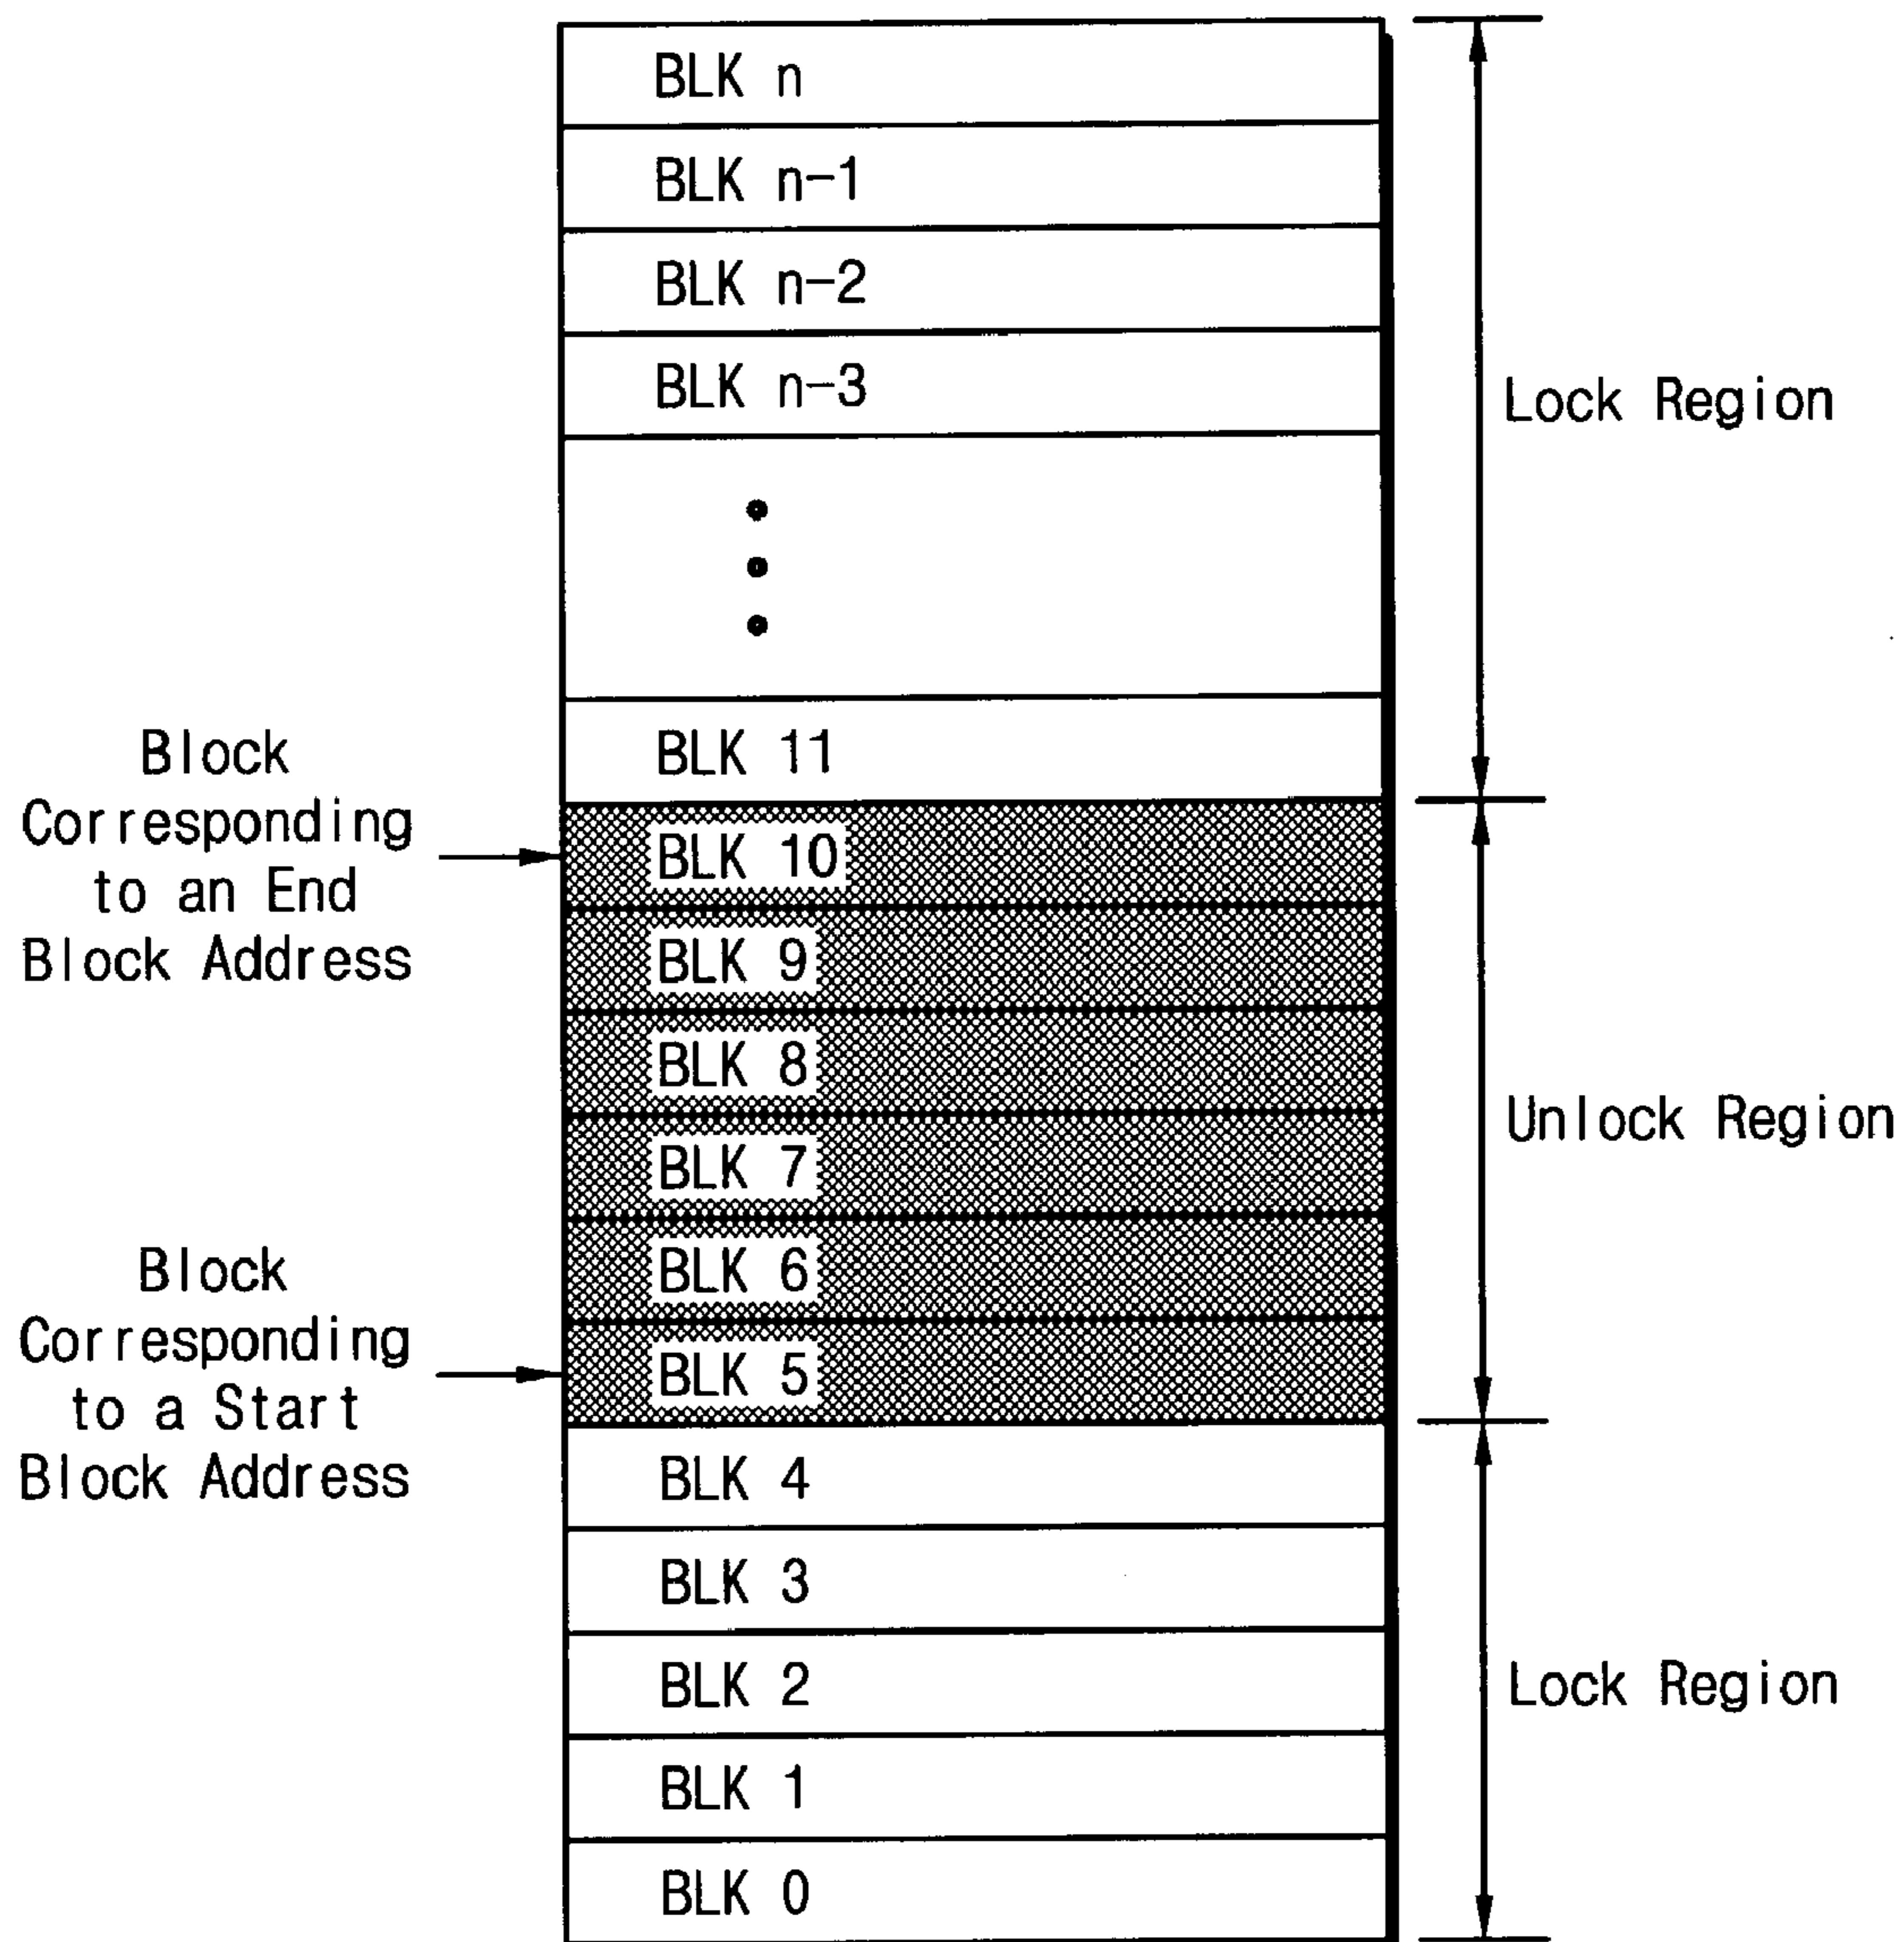 BLK n
BLK n-1
BLK n-2
BLK n-3
Lock Region
BLK 11
Block
Corresponding
to an End
Block Address
BLK 10
BLK 9
BLK 8
BLK 7
Unlock Region
BLK 6
BLK 5
Block
Corresponding
to a Start
Block Address
BLK 4
BLK 3
BLK 2
Lock Region
BLK 1
BLK 0